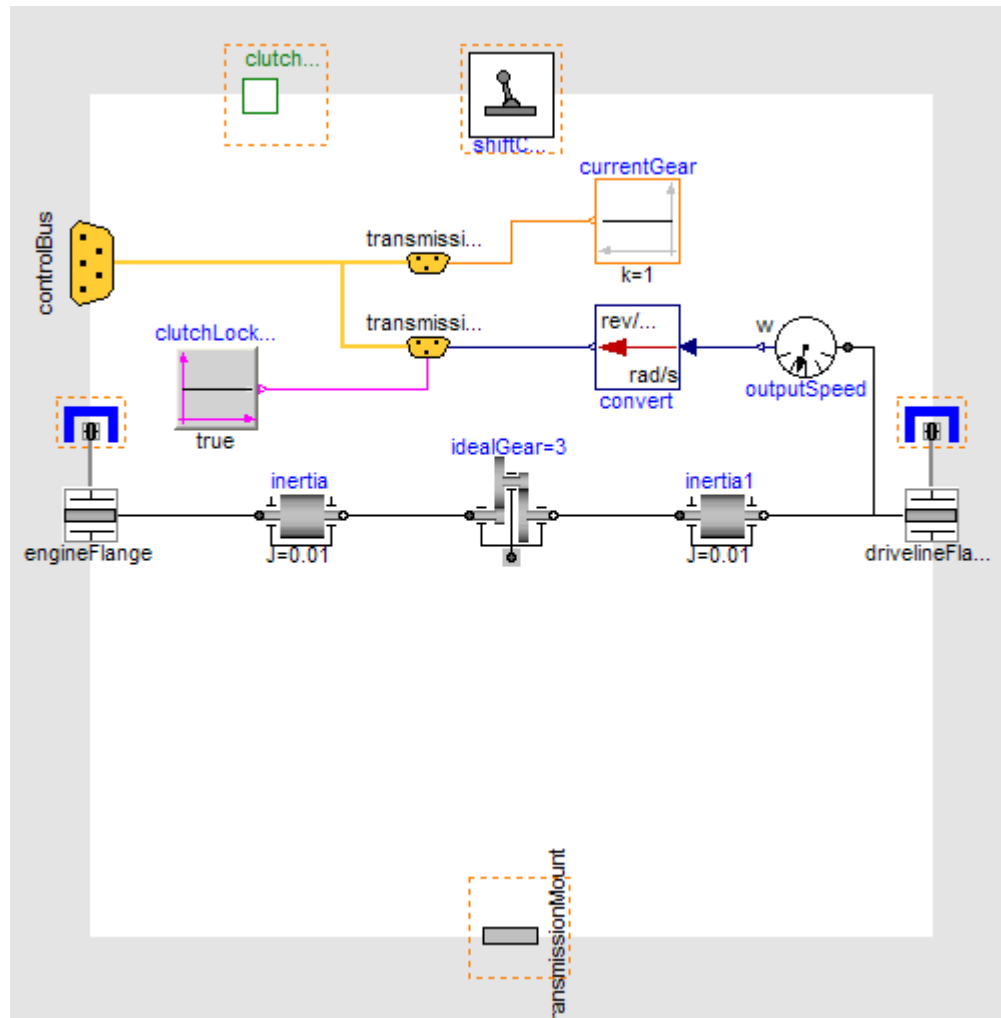 clutch...
shiftC...
currentGear
k=1
controlBus
transmissi...
transmissi...
clutchLock...
true
rev/...
rad/s
convert
w
outputSpeed
idealGear=3
inertia
J=0.01
inertia1
J=0.01
engineFlange
drivelineFla...
ransmissionMount